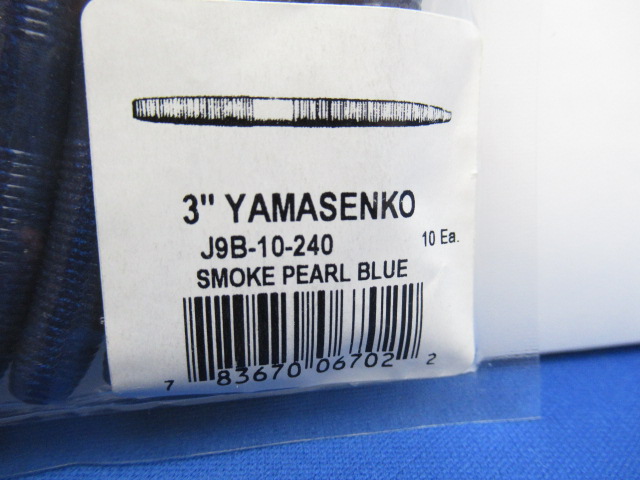 3" YAMASENKO
J9B-10-240 10 Ea.
SMOKE PEARL BLUE
7 83670 06702 2